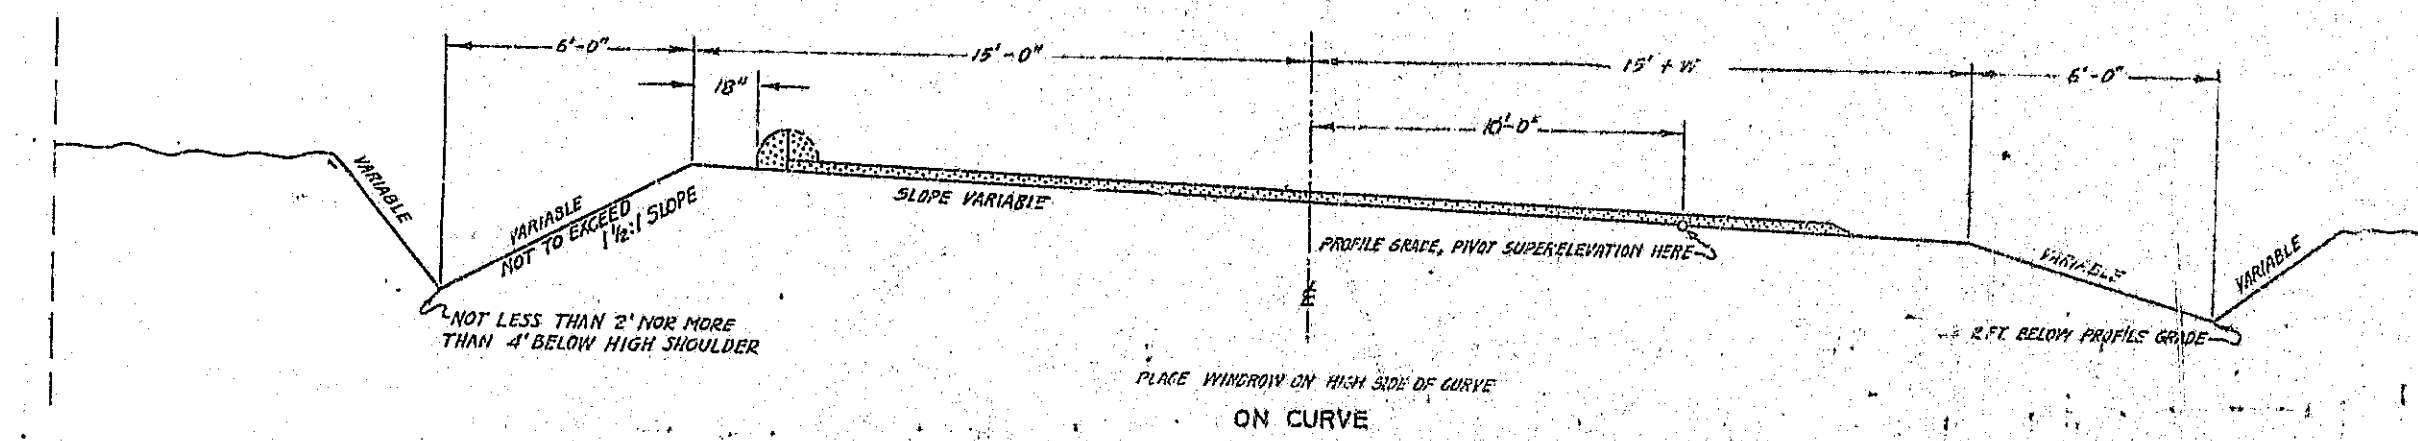 6'-0"
15'-0"
15' + W
6'-0"
18"
10'-0"
VARIABLE
VARIABLE
NOT TO EXCEED
1 1/2:1 SLOPE
SLOPE VARIABLE
PROFILE GRADE, PIVOT SUPERELEVATION HERE
VARIABLE
VARIABLE
NOT LESS THAN 2' NOR MORE
THAN 4' BELOW HIGH SHOULDER
℄
2 FT. BELOW PROFILE GRADE
PLACE WINDROW ON HIGH SIDE OF CURVE
ON CURVE